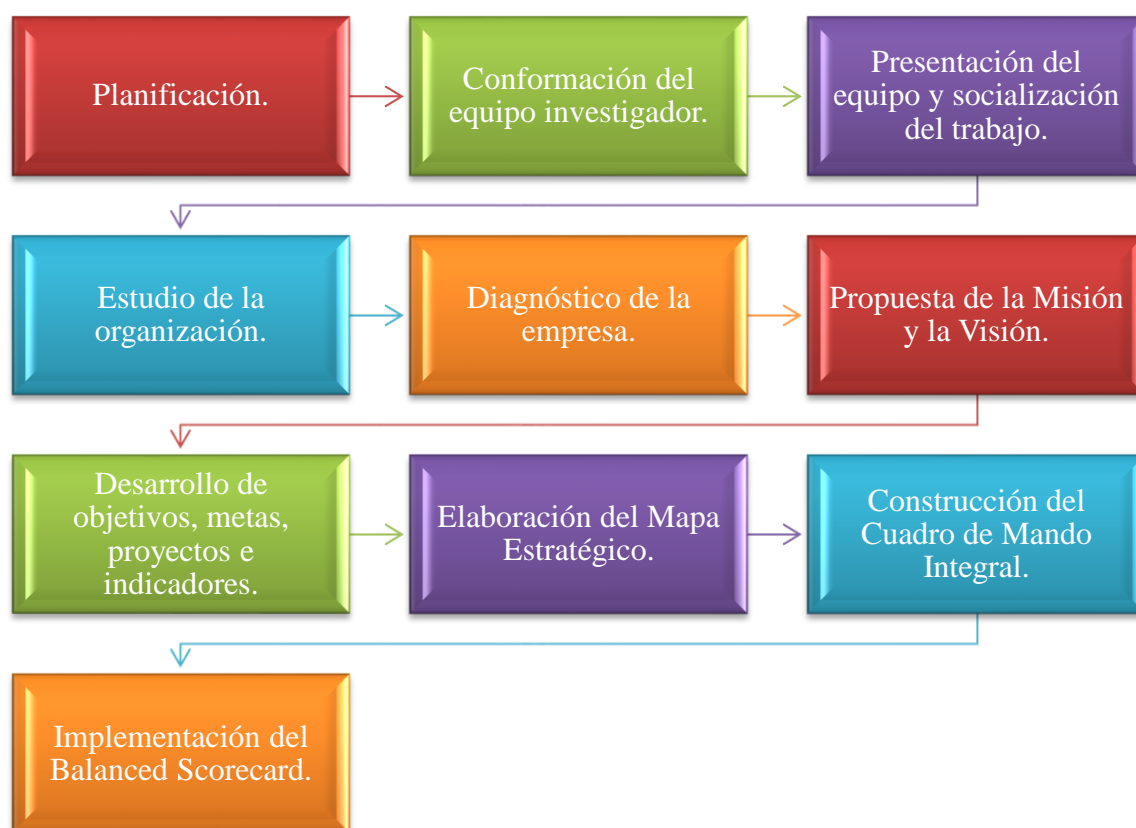 Planificación.
Conformación del
equipo investigador.
Presentación del
equipo y socialización
del trabajo.
Estudio de la
organización.
Diagnóstico de la
empresa.
Propuesta de la Misión
y la Visión.
Desarrollo de
objetivos, metas,
proyectos e
indicadores.
Elaboración del Mapa
Estratégico.
Construcción del
Cuadro de Mando
Integral.
Implementación del
Balanced Scorecard.